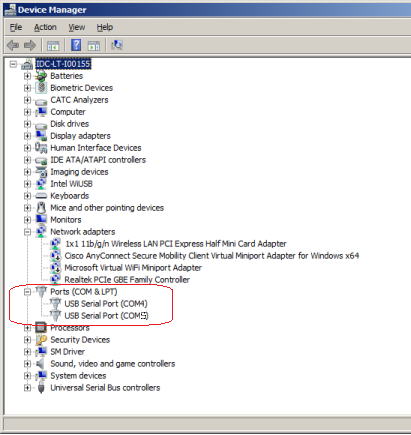 Device Manager
File Action View Help
IDC-LT-I00155
Batteries
Biometric Devices
CATC Analyzers
Computer
Disk drives
Display adapters
Human Interface Devices
IDE ATA/ATAPI controllers
Imaging devices
Intel WiUSB
Keyboards
Mice and other pointing devices
Monitors
Network adapters
1x1 11b/g/n Wireless LAN PCI Express Half Mini Card Adapter
Cisco AnyConnect Secure Mobility Client Virtual Miniport Adapter for Windows x64
Microsoft Virtual WiFi Miniport Adapter
Realtek PCIe GBE Family Controller
Ports (COM & LPT)
USB Serial Port (COM4)
USB Serial Port (COM5)
Processors
Security Devices
SM Driver
Sound, video and game controllers
System devices
Universal Serial Bus controllers